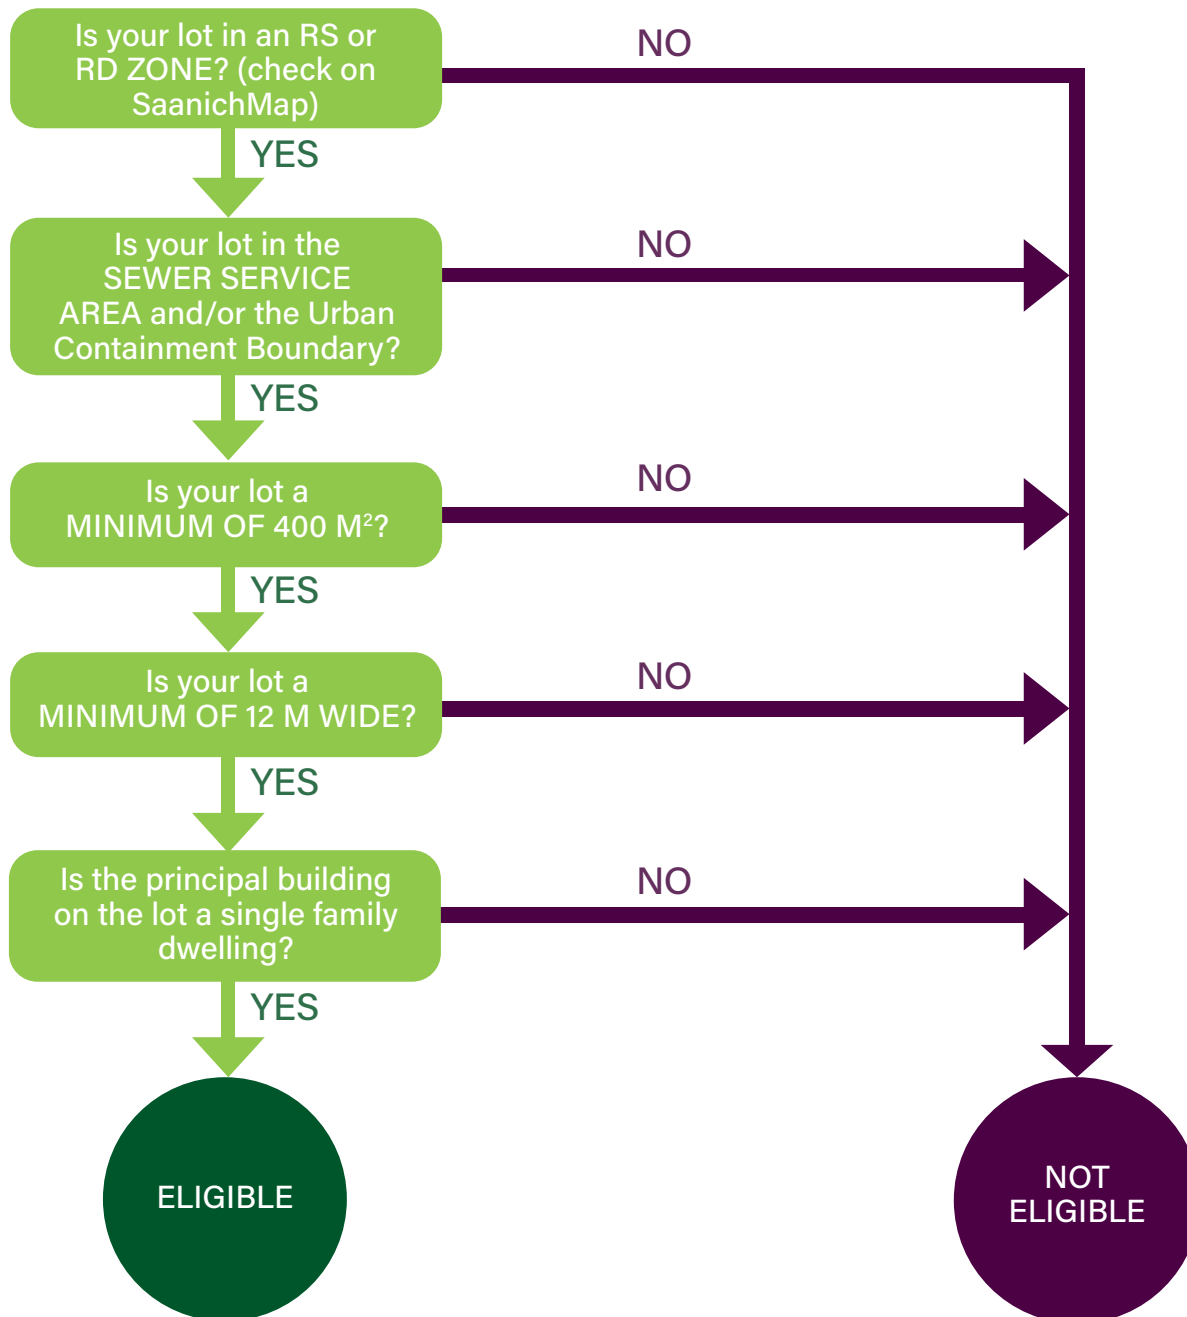 Is your lot in an RS or
RD ZONE? (check on
SaanichMap)
NO
YES
Is your lot in the
SEWER SERVICE
AREA and/or the Urban
Containment Boundary?
NO
YES
Is your lot a
MINIMUM OF 400 M²?
NO
YES
Is your lot a
MINIMUM OF 12 M WIDE?
NO
YES
Is the principal building
on the lot a single family
dwelling?
NO
YES
ELIGIBLE
NOT
ELIGIBLE